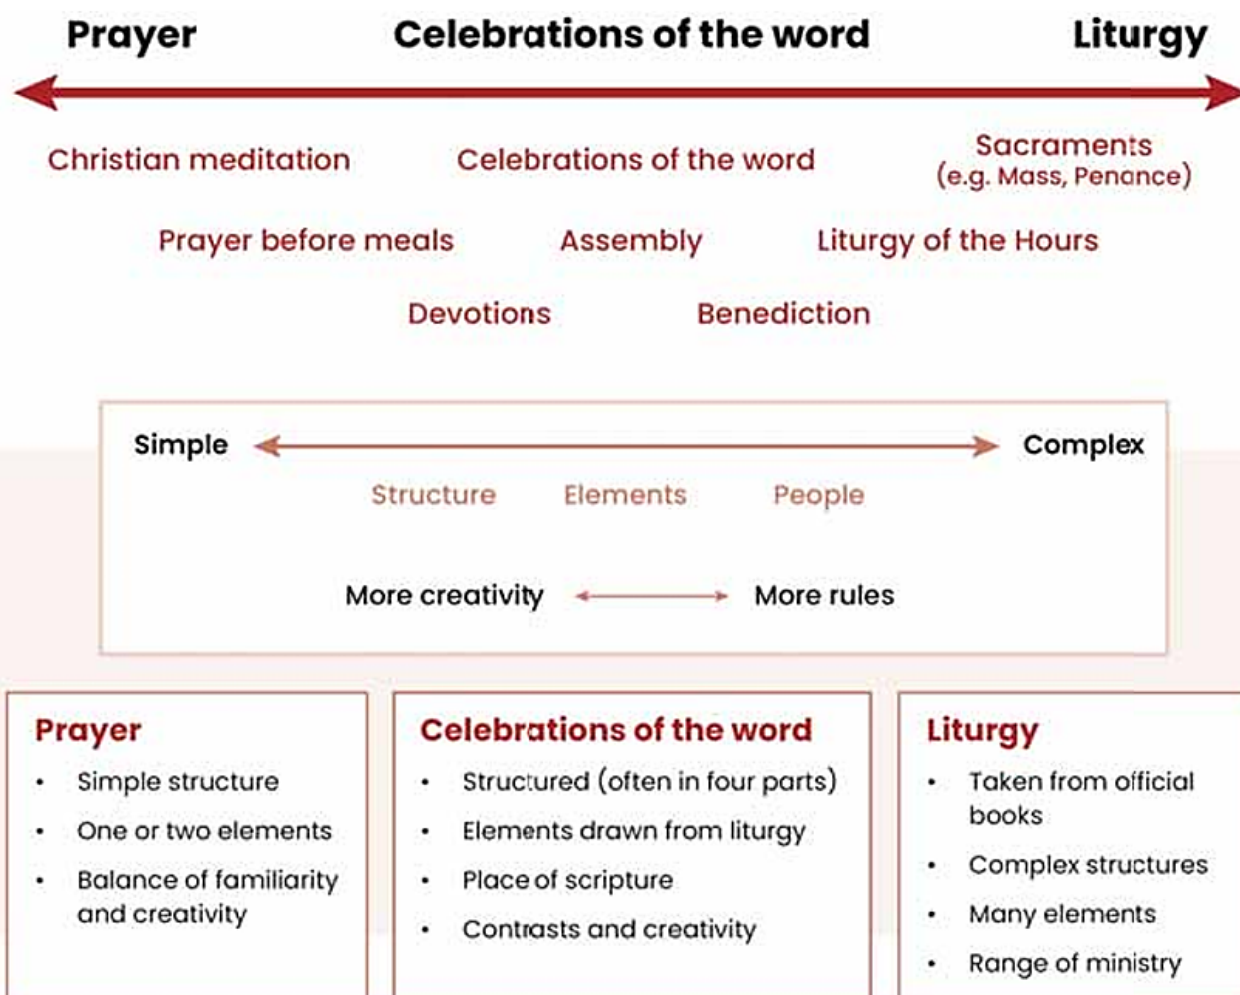 Prayer Celebrations of the word Liturgy
Christian meditation Celebrations of the word Sacraments
(e.g. Mass, Penance)
Prayer before meals Assembly Liturgy of the Hours
Devotions Benediction
Simple Complex
Structure Elements People
More creativity More rules
Prayer
• Simple structure
• One or two elements
• Balance of familiarity
and creativity
Celebrations of the word
• Structured (often in four parts)
• Elements drawn from liturgy
• Place of scripture
• Contrasts and creativity
Liturgy
• Taken from official
books
• Complex structures
• Many elements
• Range of ministry